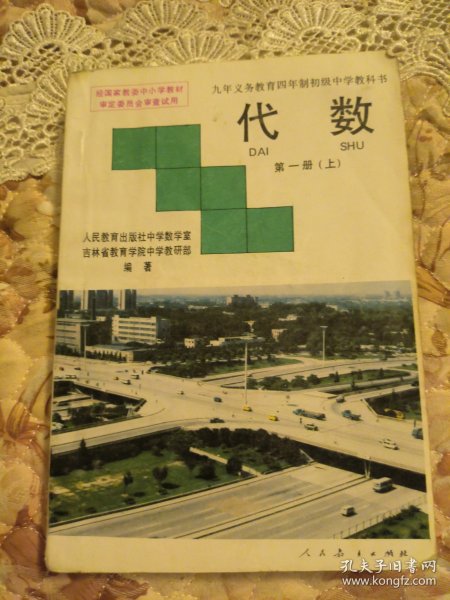 经国家教委中小学教材
审定委员会审查试用
九年义务教育四年制初级中学教科书
代 数
DAI SHU
第一册(上)
人民教育出版社中学数学室
吉林省教育学院中学教研部
编 著
人民教育出版社
孔夫子旧书网
www.kongfz.com